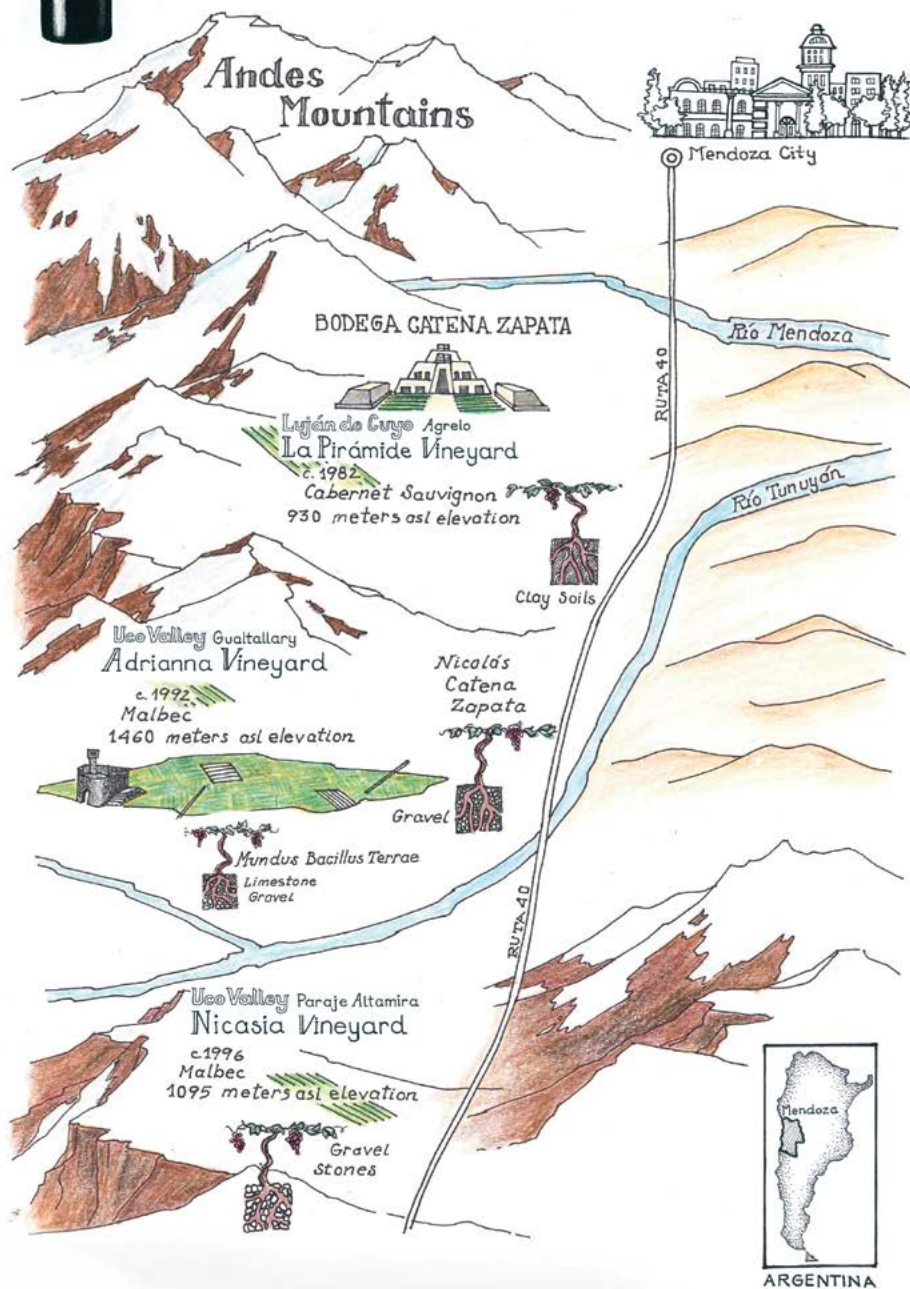 Andes
Mountains
Mendoza City
BODEGA CATENA ZAPATA
Río Mendoza
RUTA 40
Luján de Cuyo Agrelo
La Pirámide Vineyard
c. 1982
Cabernet Sauvignon
930 meters asl elevation
Río Tunuyán
Clay Soils
Uco Valley Gualtallary
Adrianna Vineyard
c. 1992
Malbec
1460 meters asl elevation
Nicolás
Catena
Zapata
Gravel
Mundus Bacillus Terrae
Limestone
Gravel
RUTA 40
Uco Valley Paraje Altamira
Nicasia Vineyard
c.1996
Malbec
1095 meters asl elevation
Gravel
Stones
Mendoza
ARGENTINA